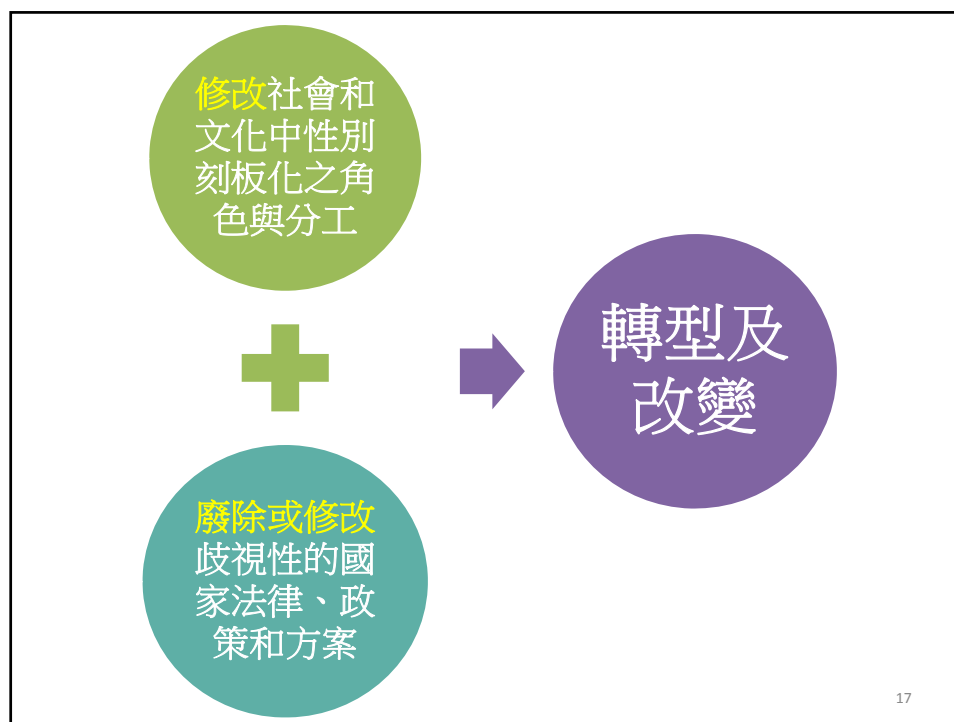 修改社會和
文化中性別
刻板化之角
色與分工
轉型及
改變
廢除或修改
歧視性的國
家法律、政
策和方案
17